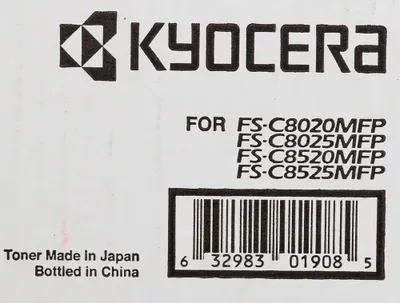 KYOCERA
FOR FS-C8020MFP
FS-C8025MFP
FS-C8520MFP
FS-C8525MFP
Toner Made in Japan
Bottled in China
6 32983 01908 5